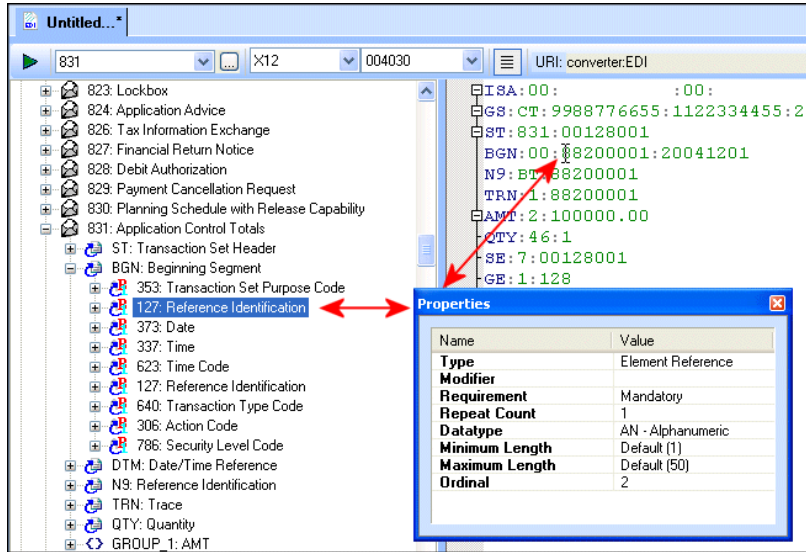 Untitled...*
831 ... X12 004030 URI: converter:EDI
823: Lockbox
824: Application Advice
826: Tax Information Exchange
827: Financial Return Notice
828: Debit Authorization
829: Payment Cancellation Request
830: Planning Schedule with Release Capability
831: Application Control Totals
ST: Transaction Set Header
BGN: Beginning Segment
353: Transaction Set Purpose Code
127: Reference Identification
373: Date
337: Time
623: Time Code
127: Reference Identification
640: Transaction Type Code
306: Action Code
786: Security Level Code
DTM: Date/Time Reference
N9: Reference Identification
TRN: Trace
QTY: Quantity
GROUP_1: AMT
ISA:00: :00:
GS:CT:9988776655:1122334455:2
ST:831:00128001
BGN:00:88200001:20041201
N9:BT:88200001
TRN:1:88200001
AMT:2:100000.00
QTY:46:1
SE:7:00128001
GE:1:128
Properties
Name Value
Type Element Reference
Modifier
Requirement Mandatory
Repeat Count 1
Datatype AN - Alphanumeric
Minimum Length Default (1)
Maximum Length Default (50)
Ordinal 2